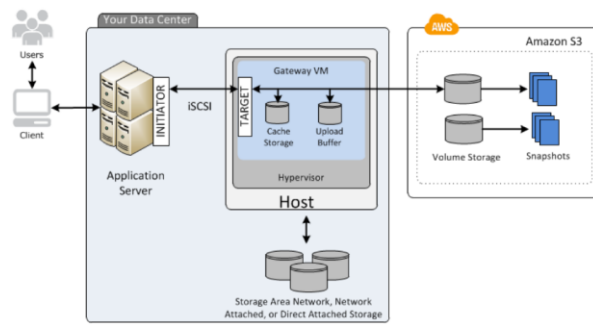 Your Data Center
AWS
Amazon S3
Users
Client
Application
Server
INITIATOR
iSCSI
TARGET
Gateway VM
Cache
Storage
Upload
Buffer
Hypervisor
Host
Storage Area Network, Network
Attached, or Direct Attached Storage
Volume Storage
Snapshots